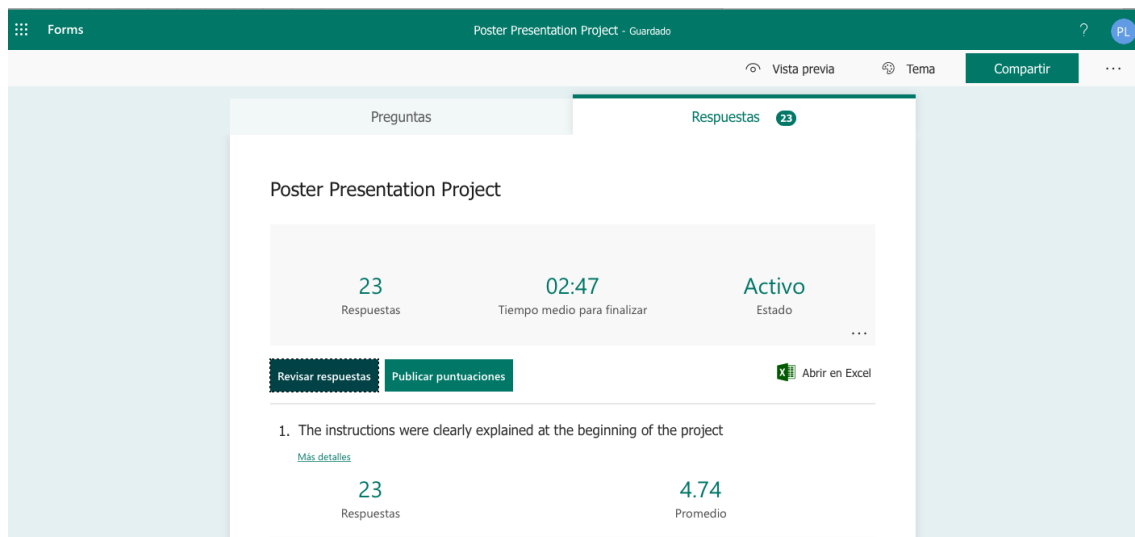 Forms
Poster Presentation Project - Guardado
?
PL
Vista previa
Tema
Compartir
...
Preguntas
Respuestas 23
Poster Presentation Project
23
02:47
Activo
Respuestas
Tiempo medio para finalizar
Estado
...
Revisar respuestas
Publicar puntuaciones
Abrir en Excel
1. The instructions were clearly explained at the beginning of the project
Más detalles
23
4.74
Respuestas
Promedio